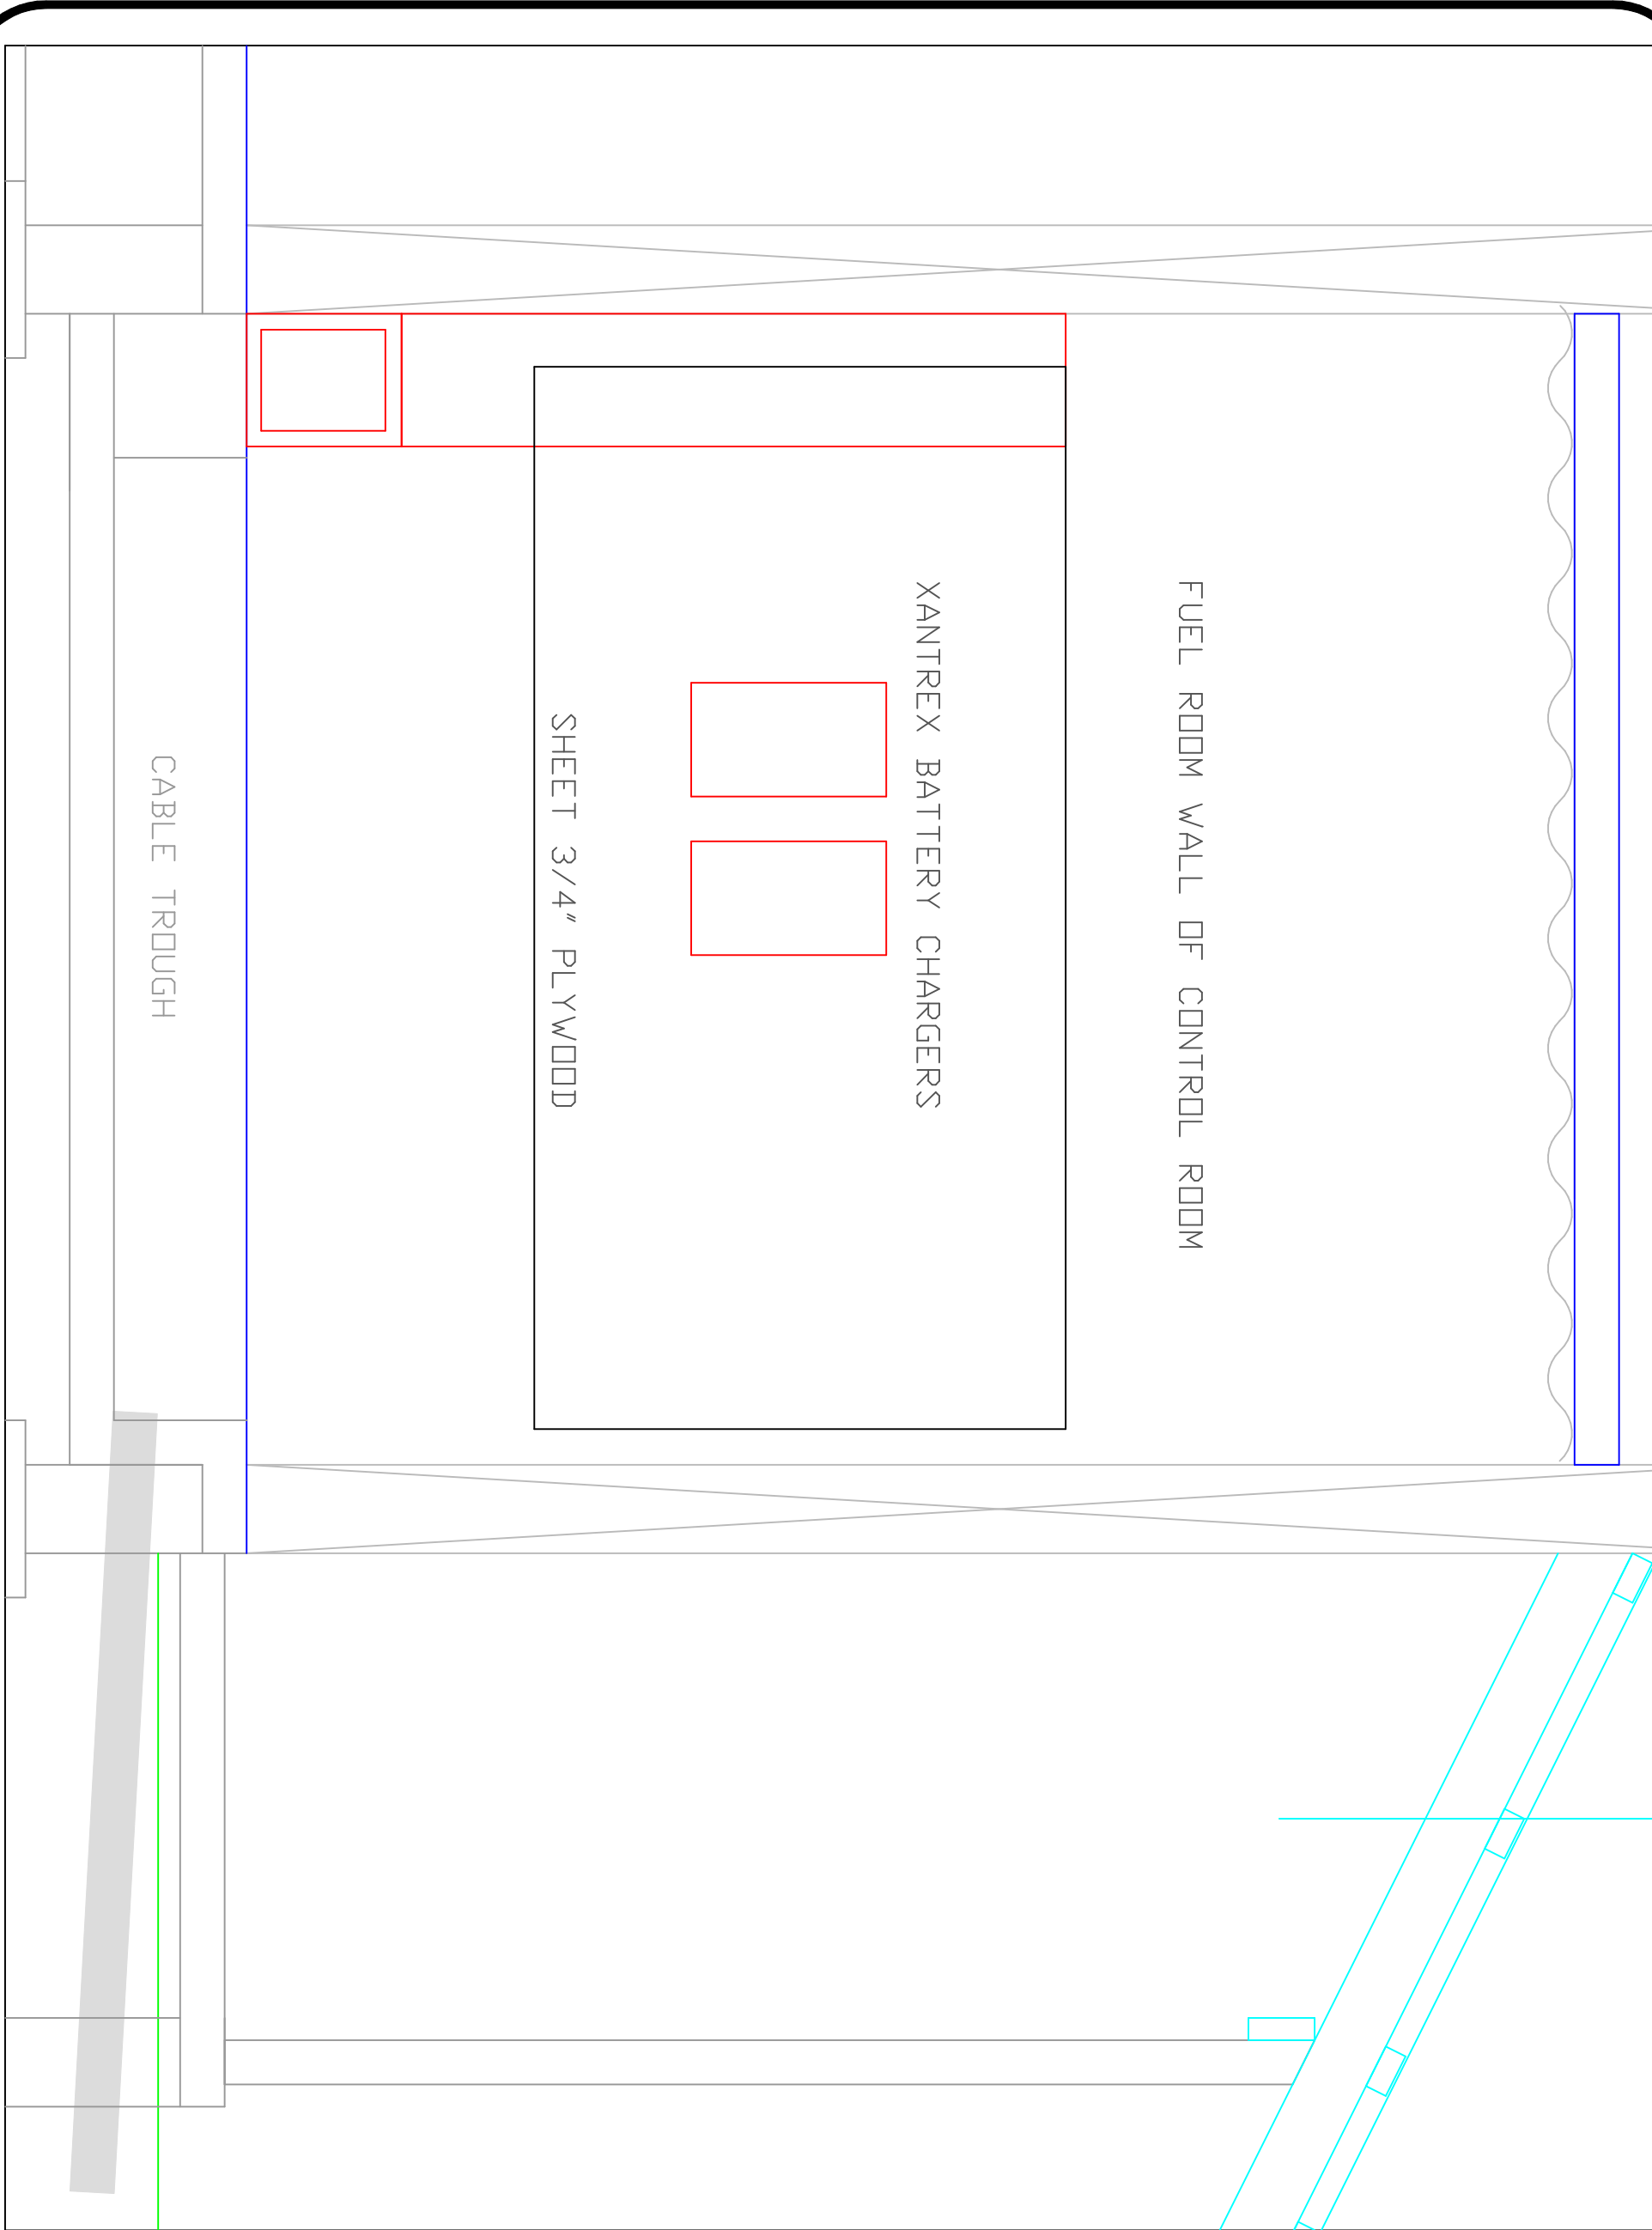 FUEL ROOM WALL OF CONTROL ROOM
XANTREX BATTERY CHARGERS
SHEET 3/4" PLYWOOD
CABLE TROUGH